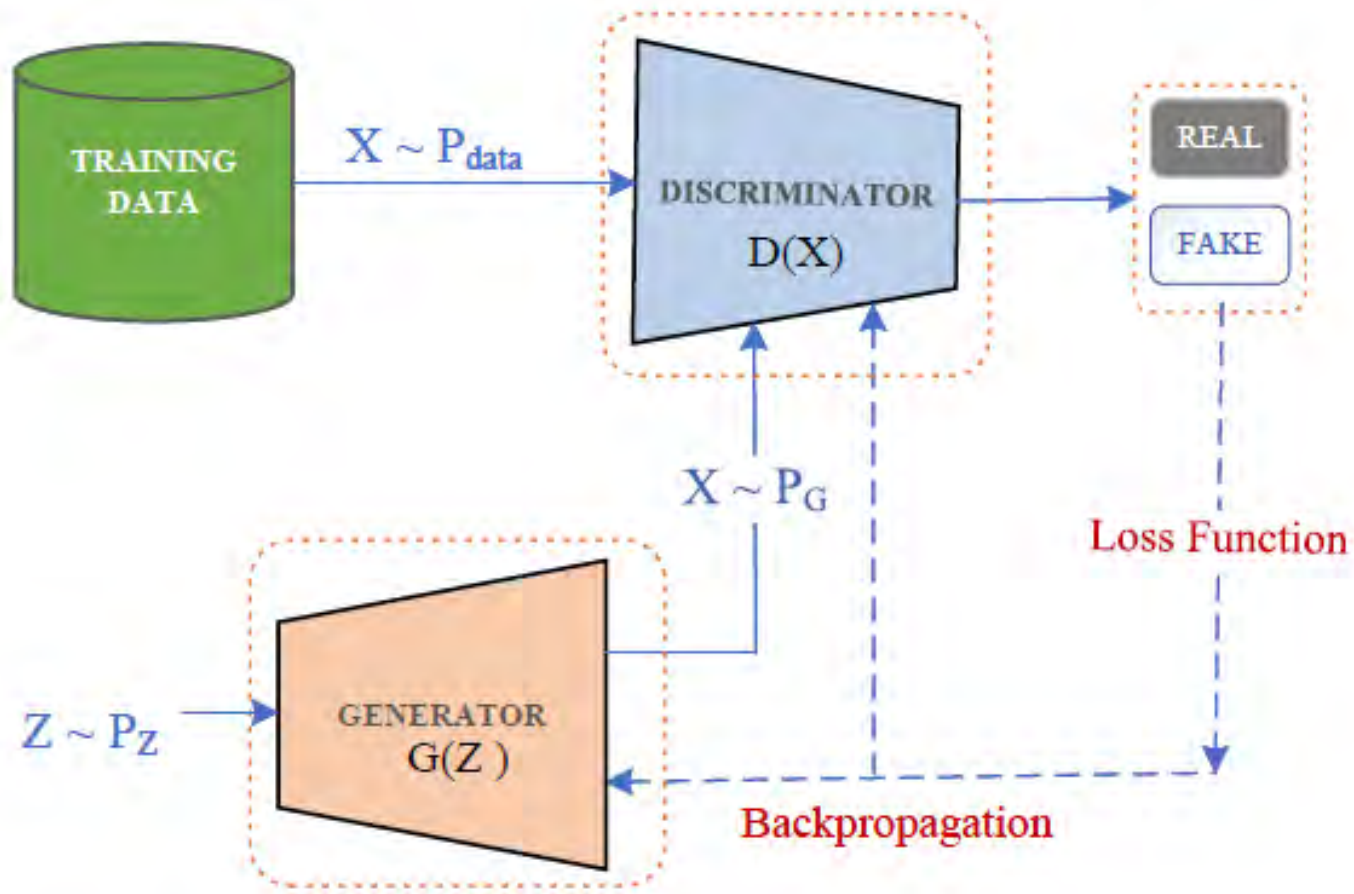 TRAINING
DATA
X ~ Pdata
DISCRIMINATOR
D(X)
REAL
FAKE
X ~ PG
Loss Function
Z ~ PZ
GENERATOR
G(Z )
Backpropagation